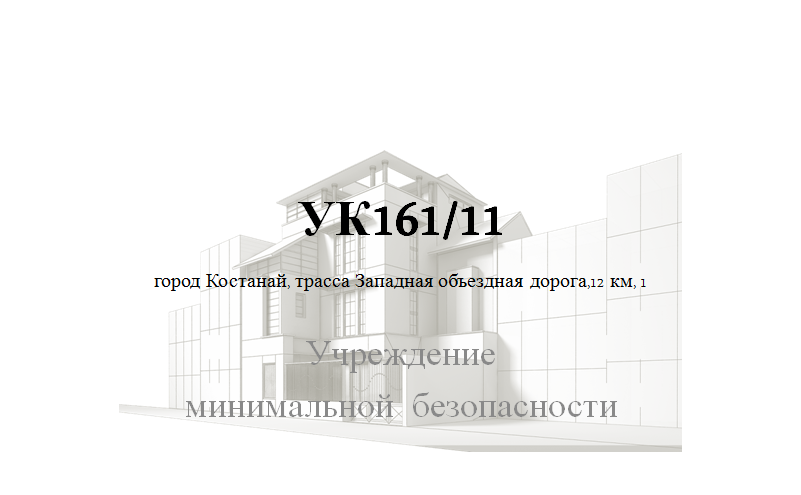 УК161/11
город Костанай, трасса Западная объездная дорога,12 км, 1
Учреждение
минимальной безопасности